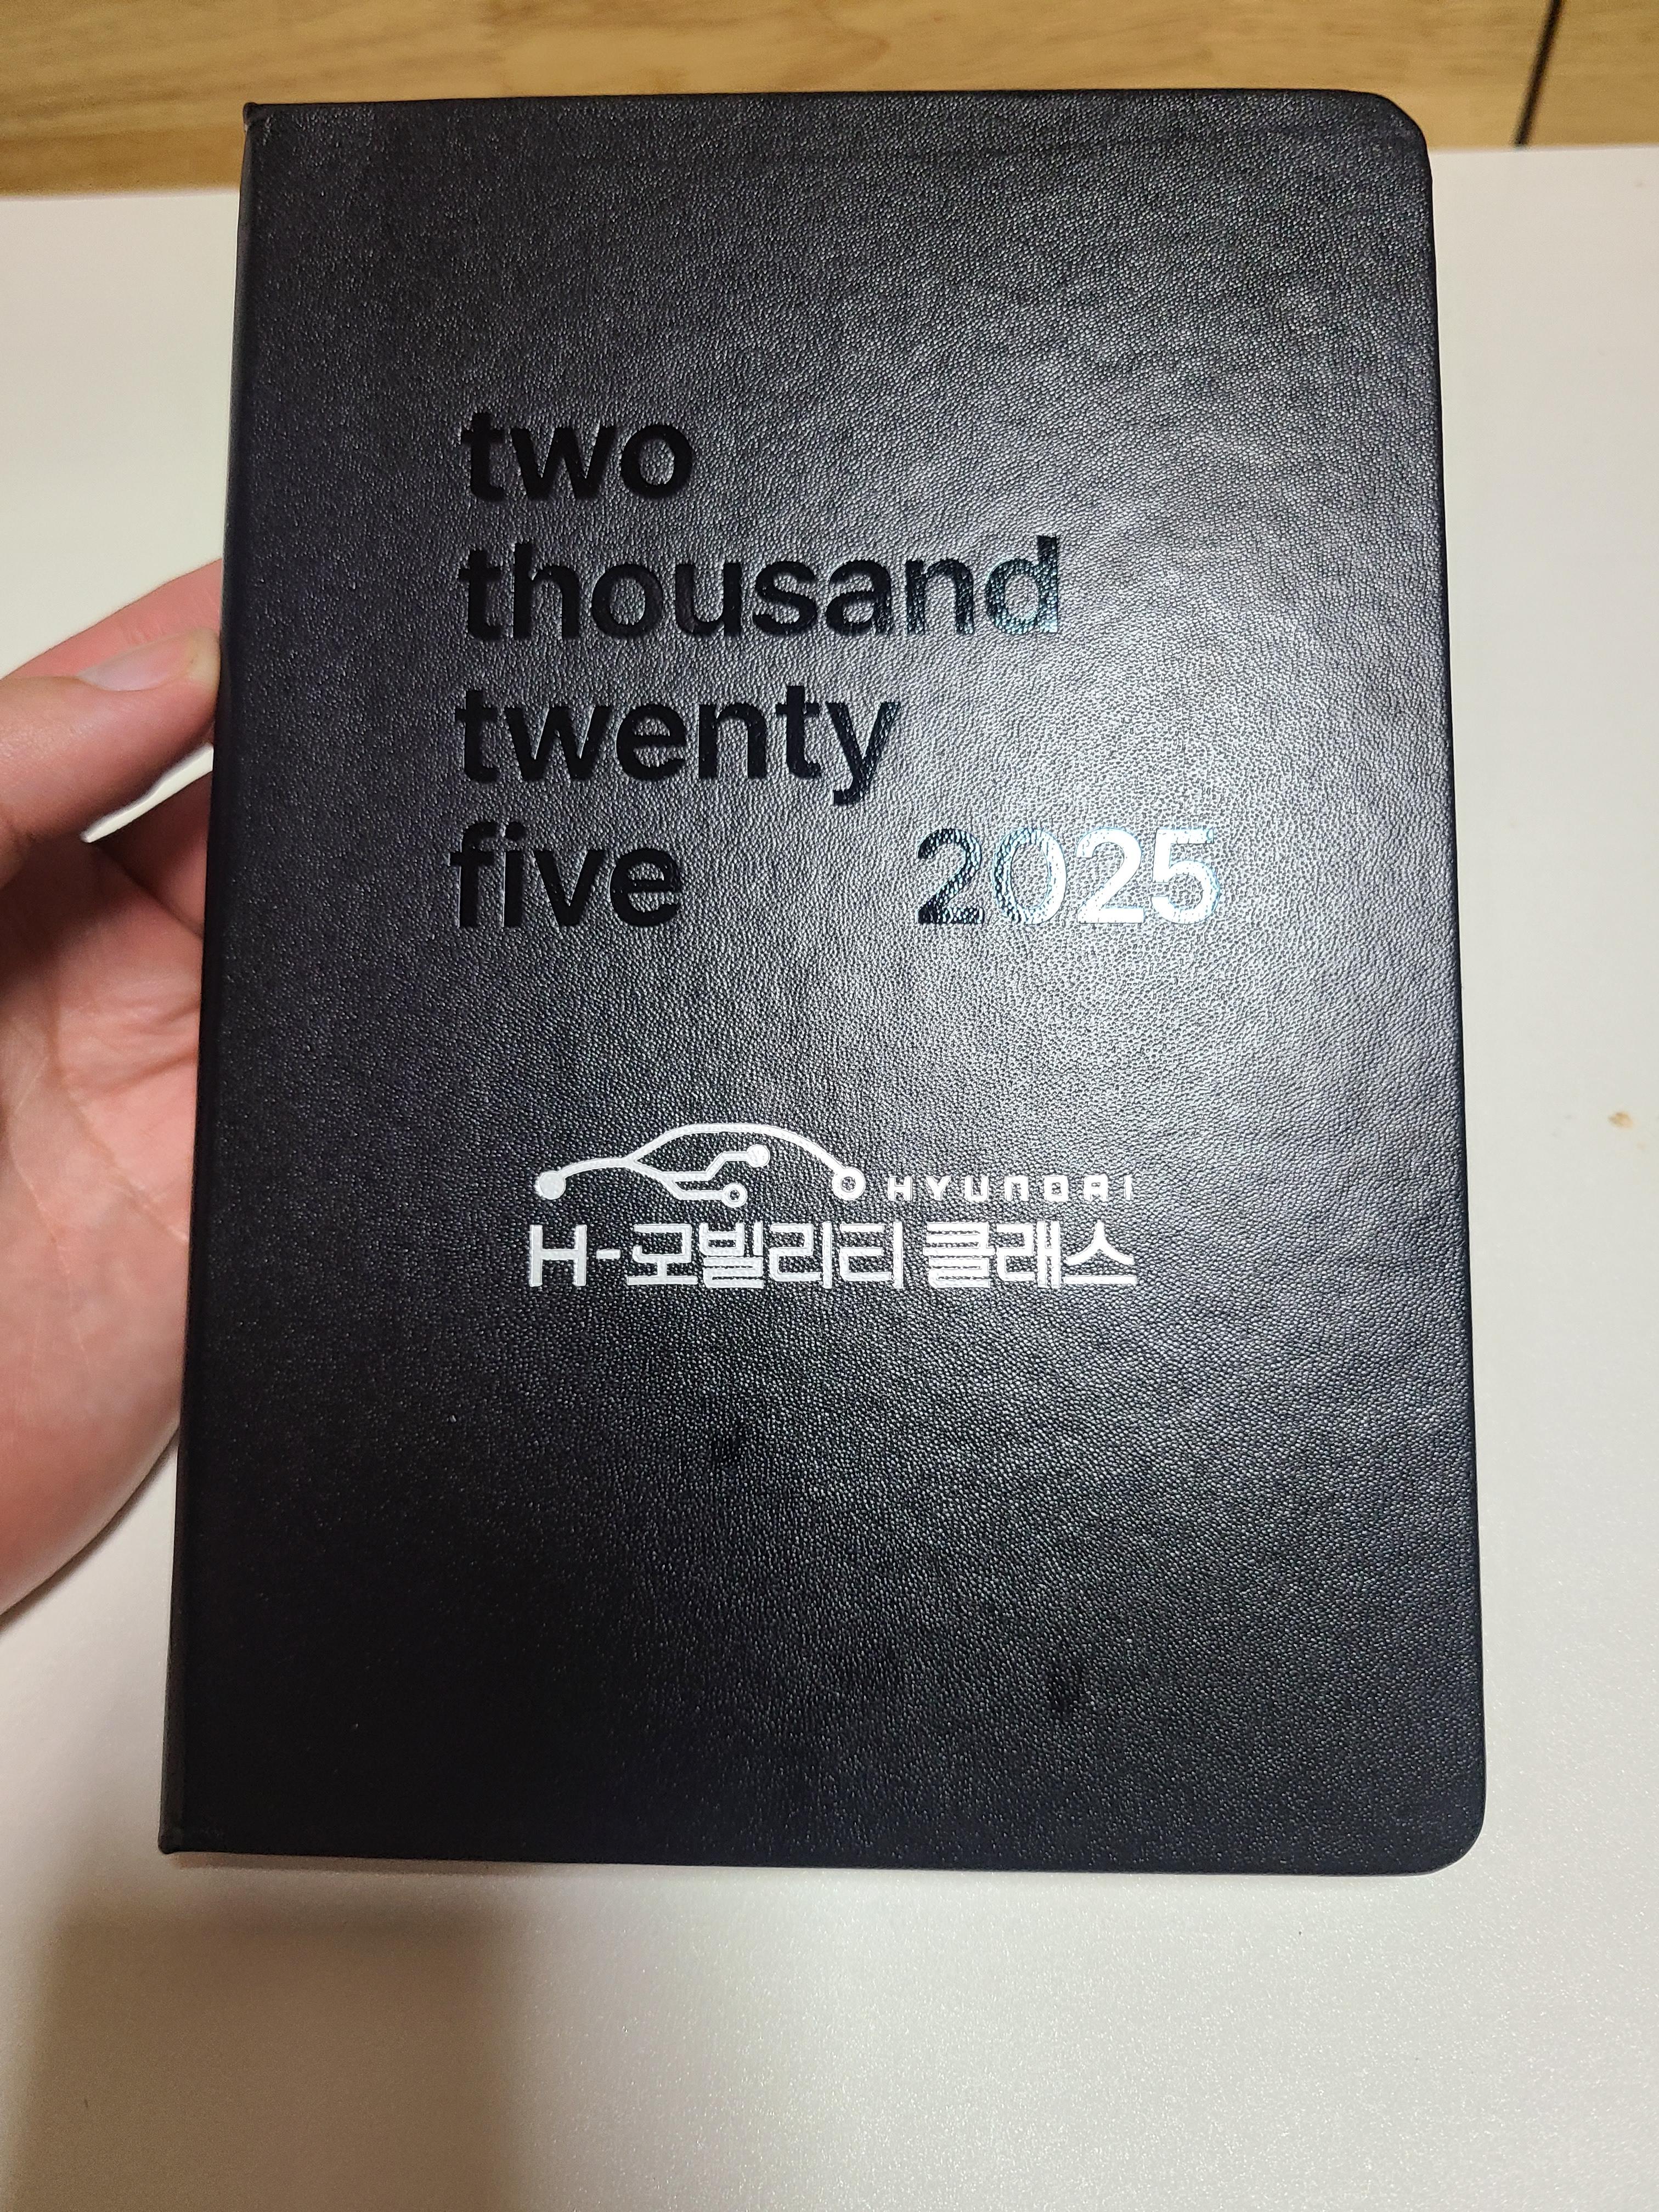 two
thousand
twenty
five 2025
HYUNDAI
H-모빌리티 클래스